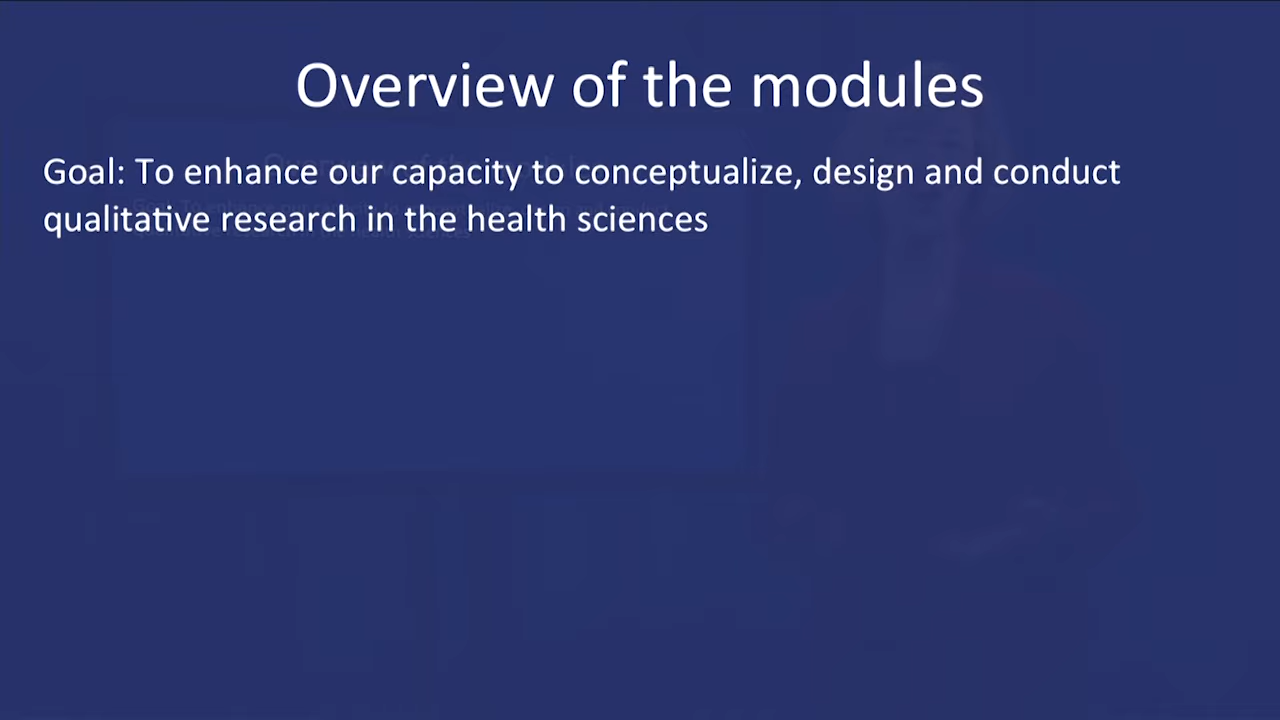 Overview of the modules
Goal: To enhance our capacity to conceptualize, design and conduct
qualitative research in the health sciences